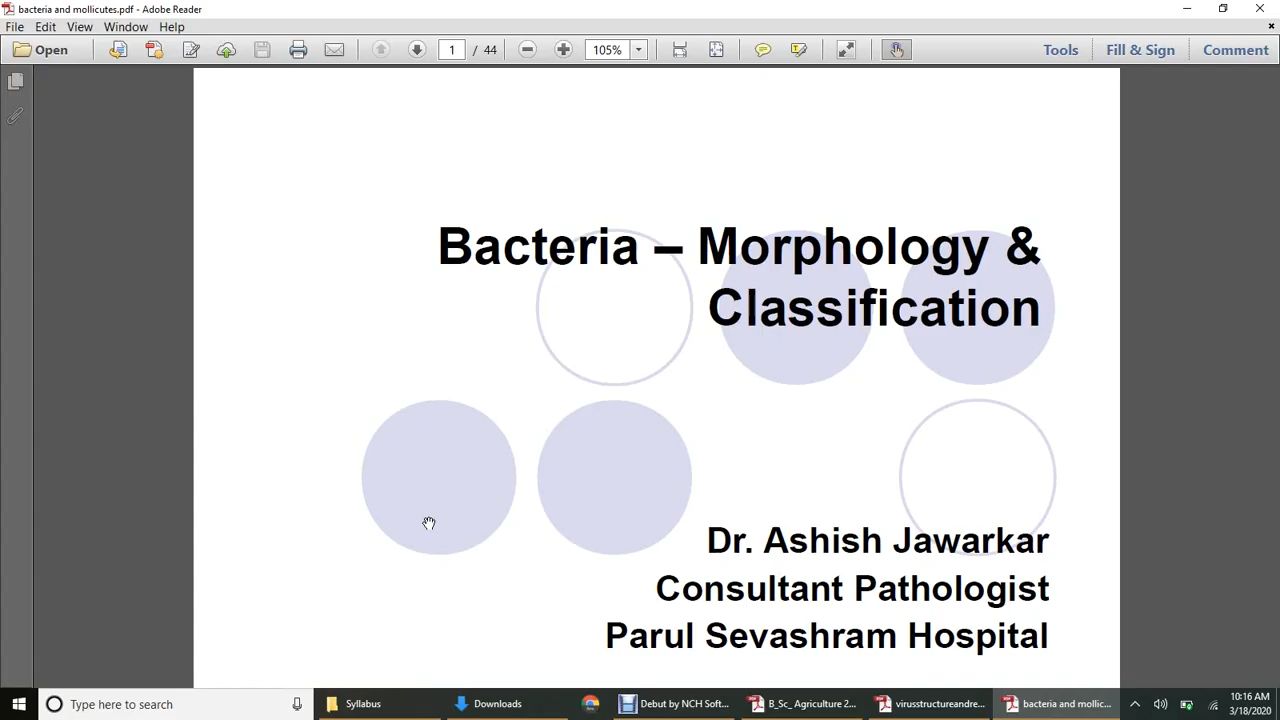 bacteria and mollicutes.pdf - Adobe Reader
File Edit View Window Help
Open 1 / 44 105% Tools Fill & Sign Comment
Bacteria – Morphology &
Classification
Dr. Ashish Jawarkar
Consultant Pathologist
Parul Sevashram Hospital
Type here to search Syllabus Downloads Debut by NCH Soft... B_Sc_ Agriculture 2... virusstructureandre... bacteria and mollic... 10:16 AM
3/18/2020